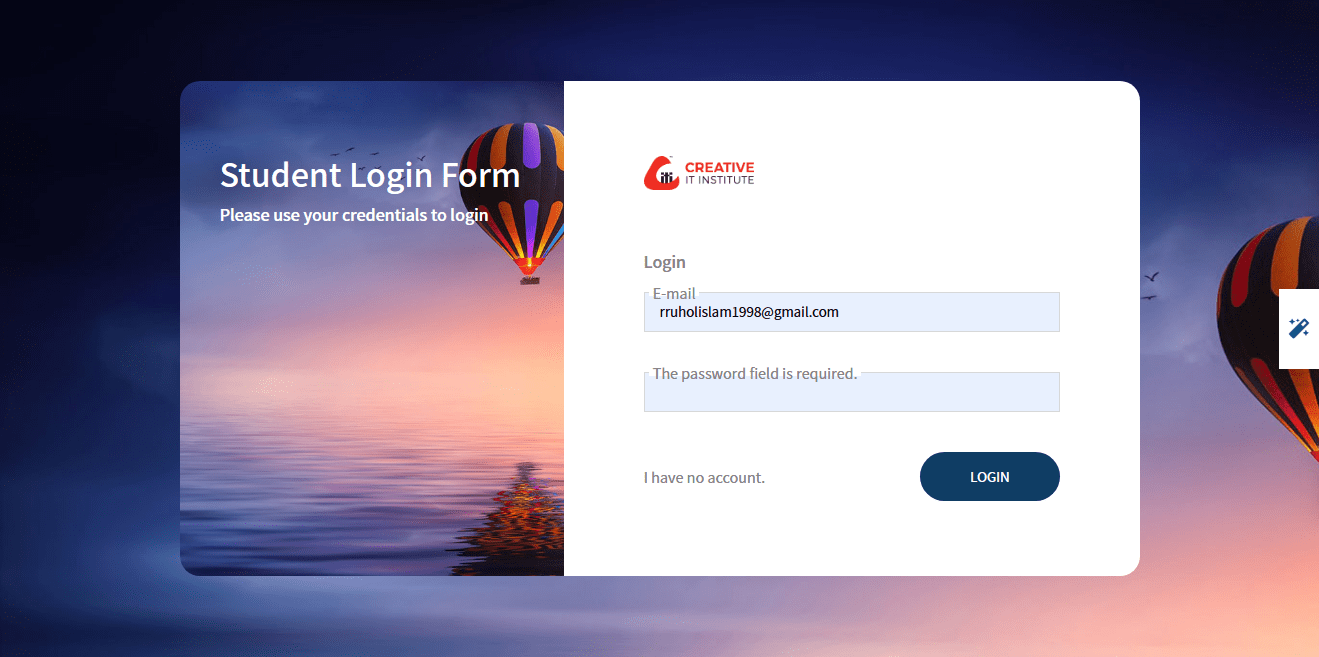 Student Login Form
Please use your credentials to login
CREATIVE
IT INSTITUTE
Login
E-mail
rruholislam1998@gmail.com
The password field is required.
I have no account.
LOGIN